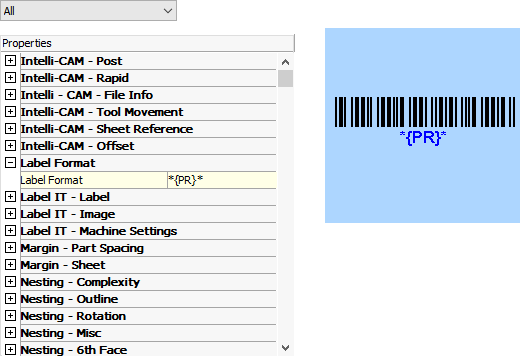 All
Properties
Intelli-CAM - Post
Intelli-CAM - Rapid
Intelli - CAM - File Info
Intelli-CAM - Tool Movement
Intelli-CAM - Sheet Reference
Intelli-CAM - Offset
Label Format
Label Format *{PR}*
Label IT - Label
Label IT - Image
Label IT - Machine Settings
Margin - Part Spacing
Margin - Sheet
Nesting - Complexity
Nesting - Outline
Nesting - Rotation
Nesting - Misc
Nesting - 6th Face
*{PR}*